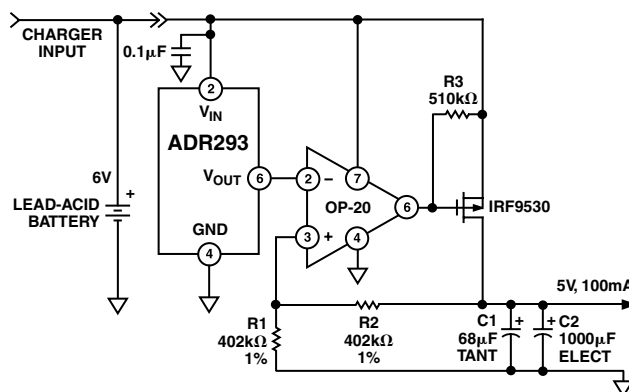 CHARGER
INPUT
0.1µF
2
VIN
ADR293
VOUT
6
GND
4
6V
+
LEAD-ACID
BATTERY
R3
510kΩ
2
–
7
OP-20
6
3
+
4
IRF9530
5V, 100mA
R1
402kΩ
1%
R2
402kΩ
1%
C1
68µF
TANT
+
+
C2
1000µF
ELECT